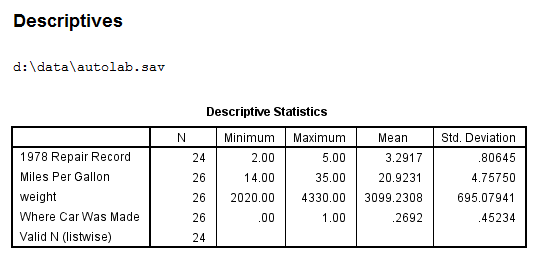 Descriptives
d:\data\autolab.sav
Descriptive Statistics
N Minimum Maximum Mean Std. Deviation
1978 Repair Record 24 2.00 5.00 3.2917 .80645
Miles Per Gallon 26 14.00 35.00 20.9231 4.75750
weight 26 2020.00 4330.00 3099.2308 695.07941
Where Car Was Made 26 .00 1.00 .2692 .45234
Valid N (listwise) 24